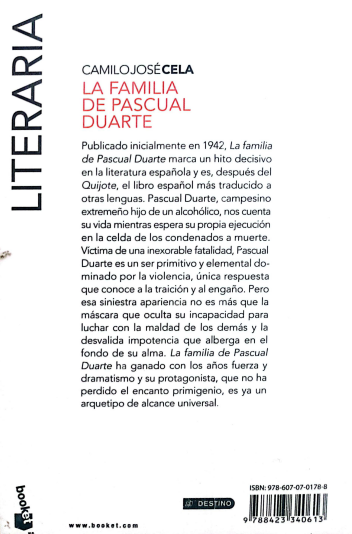 LITERARIA
CAMILO JOSÉ CELA
LA FAMILIA
DE PASCUAL
DUARTE
Publicado inicialmente en 1942, La familia
de Pascual Duarte marca un hito decisivo
en la literatura española y es, después del
Quijote, el libro español más traducido a
otras lenguas. Pascual Duarte, campesino
extremeño hijo de un alcohólico, nos cuenta
su vida mientras espera su propia ejecución
en la celda de los condenados a muerte.
Víctima de una inexorable fatalidad, Pascual
Duarte es un ser primitivo y elemental do-
minado por la violencia, única respuesta
que conoce a la traición y al engaño. Pero
esa siniestra apariencia no es más que la
máscara que oculta su incapacidad para
luchar con la maldad de los demás y la
desvalida impotencia que alberga en el
fondo de su alma. La familia de Pascual
Duarte ha ganado con los años fuerza y
dramatismo y su protagonista, que no ha
perdido el encanto primigenio, es ya un
arquetipo de alcance universal.
ISBN: 978-607-07-0178-8
booket
www.booket.com
DESTINO
9 788423 340613